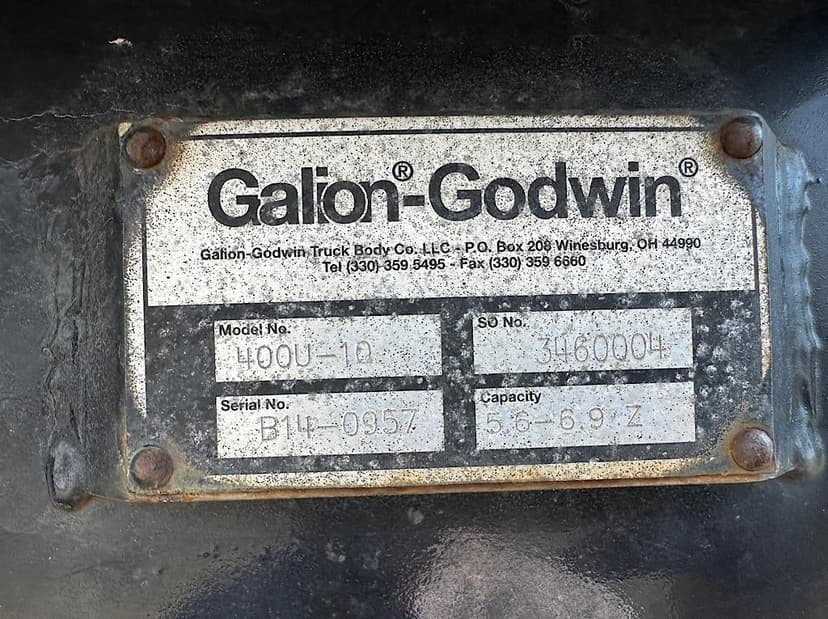 Galion®-Godwin®
Galion-Godwin Truck Body Co. LLC - P.O. Box 208 Winesburg, OH 44990
Tel (330) 359 5495 - Fax (330) 359 6660
Model No. SO No.
400U-10 3460004
Serial No. Capacity
B14-0957 5.6-6.9 Z